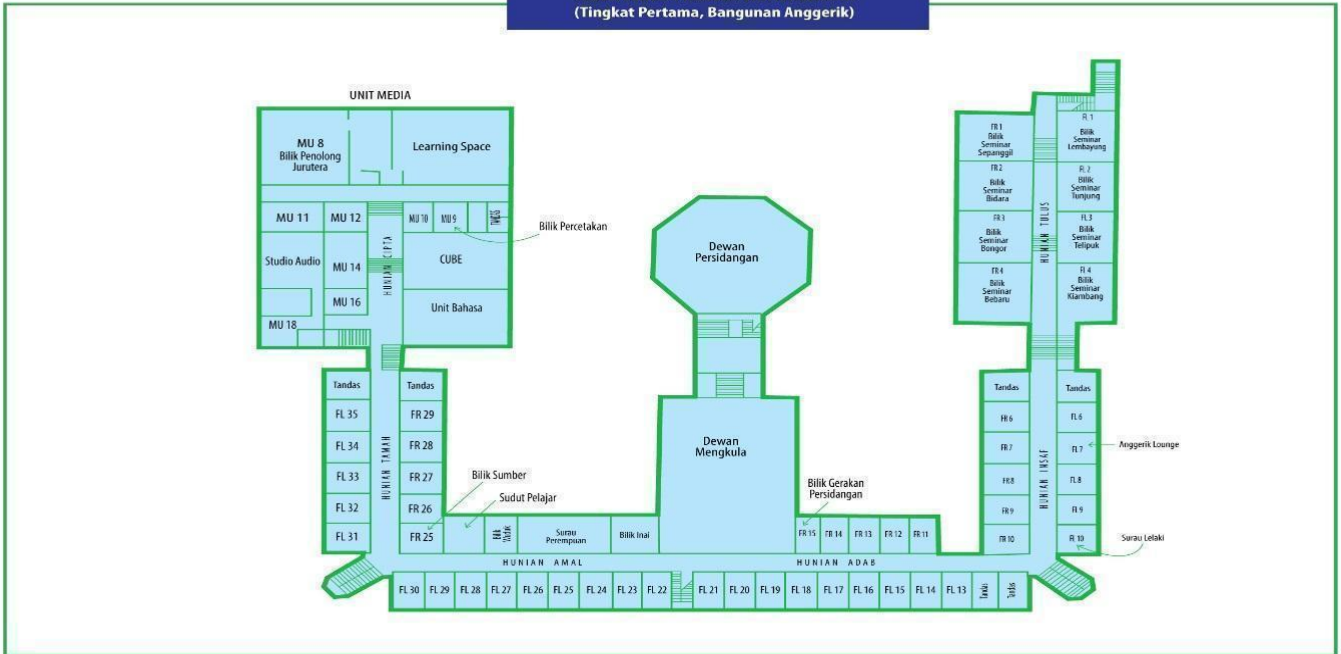 (Tingkat Pertama, Bangunan Anggerik)
UNIT MEDIA
MU 8
Bilik Penolong
Jurutera
Learning Space
MU 11
MU 12
MU 10
MU 9
Bilik Percetakan
Studio Audio
MU 14
HUNIAN CIPTA
CUBE
MU 16
Unit Bahasa
MU 18
Tandas
FL 35
FL 34
FL 33
FL 32
FL 31
HUNIAN TAMAH
Tandas
FR 29
FR 28
FR 27
FR 26
FR 25
Bilik Sumber
Sudut Pelajar
Bilik
Surau
Perempuan
Bilik Inai
Dewan
Persidangan
Dewan
Mengkula
Bilik Gerakan
Persidangan
FR 15
FR 14
FR 13
FR 12
FR 11
HUNIAN AMAL
HUNIAN ADAB
FL 30
FL 29
FL 28
FL 27
FL 26
FL 25
FL 24
FL 23
FL 22
FL 21
FL 20
FL 19
FL 18
FL 17
FL 16
FL 15
FL 14
FL 13
Tandas
Tandas
FR 1
Bilik
Seminar
Sepanggil
FR 2
Bilik
Seminar
Bidara
FR 3
Bilik
Seminar
Bongor
FR 4
Bilik
Seminar
Bebaru
HUNIAN TULUS
FL 1
Bilik
Seminar
Lembayung
FL 2
Bilik
Seminar
Tunjung
FL 3
Bilik
Seminar
Telipuk
FL 4
Bilik
Seminar
Kiambang
Tandas
FR 6
FR 7
FR 8
FR 9
FR 10
HUNIAN INSAF
Tandas
FL 6
FL 7
Anggerik Lounge
FL 8
FL 9
FL 10
Surau Lelaki